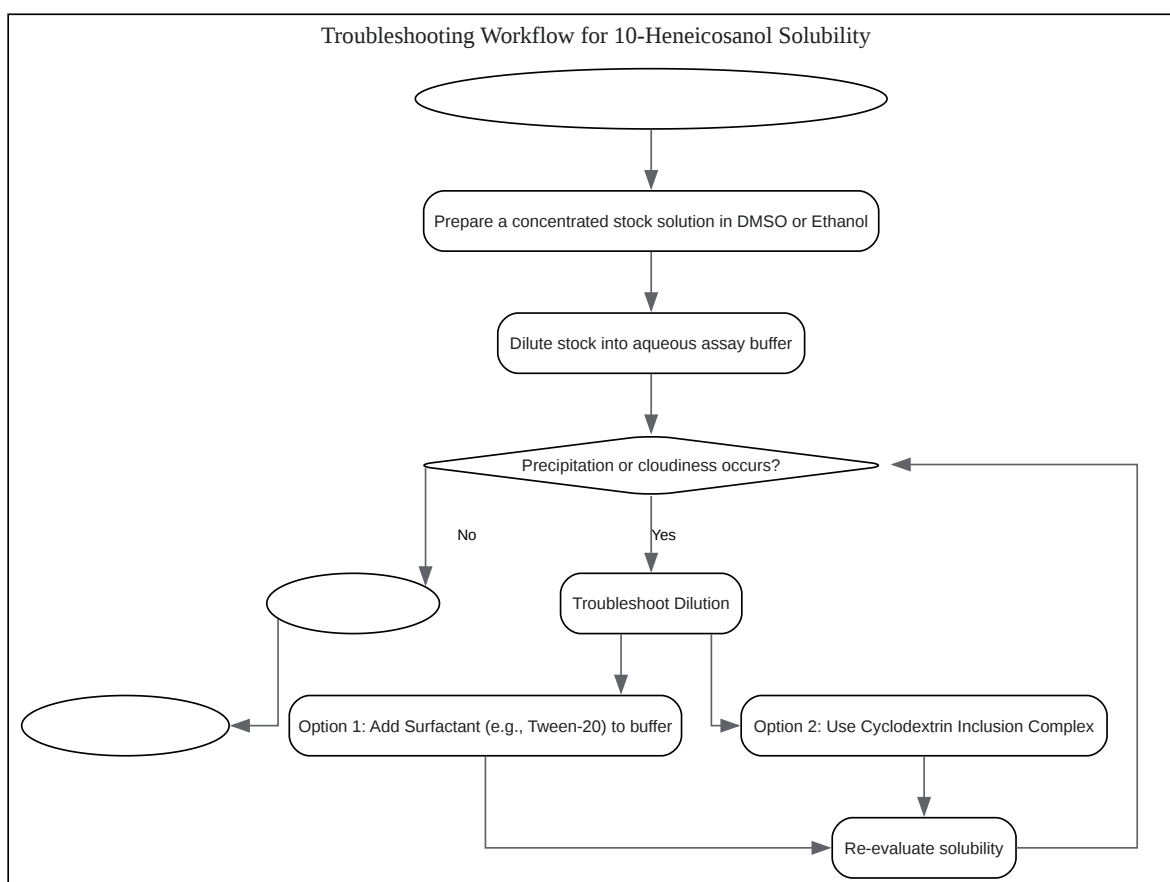 Troubleshooting Workflow for 10-Heneicosanol Solubility
Prepare a concentrated stock solution in DMSO or Ethanol
Dilute stock into aqueous assay buffer
Precipitation or cloudiness occurs?
No
Yes
Troubleshoot Dilution
Option 1: Add Surfactant (e.g., Tween-20) to buffer
Option 2: Use Cyclodextrin Inclusion Complex
Re-evaluate solubility